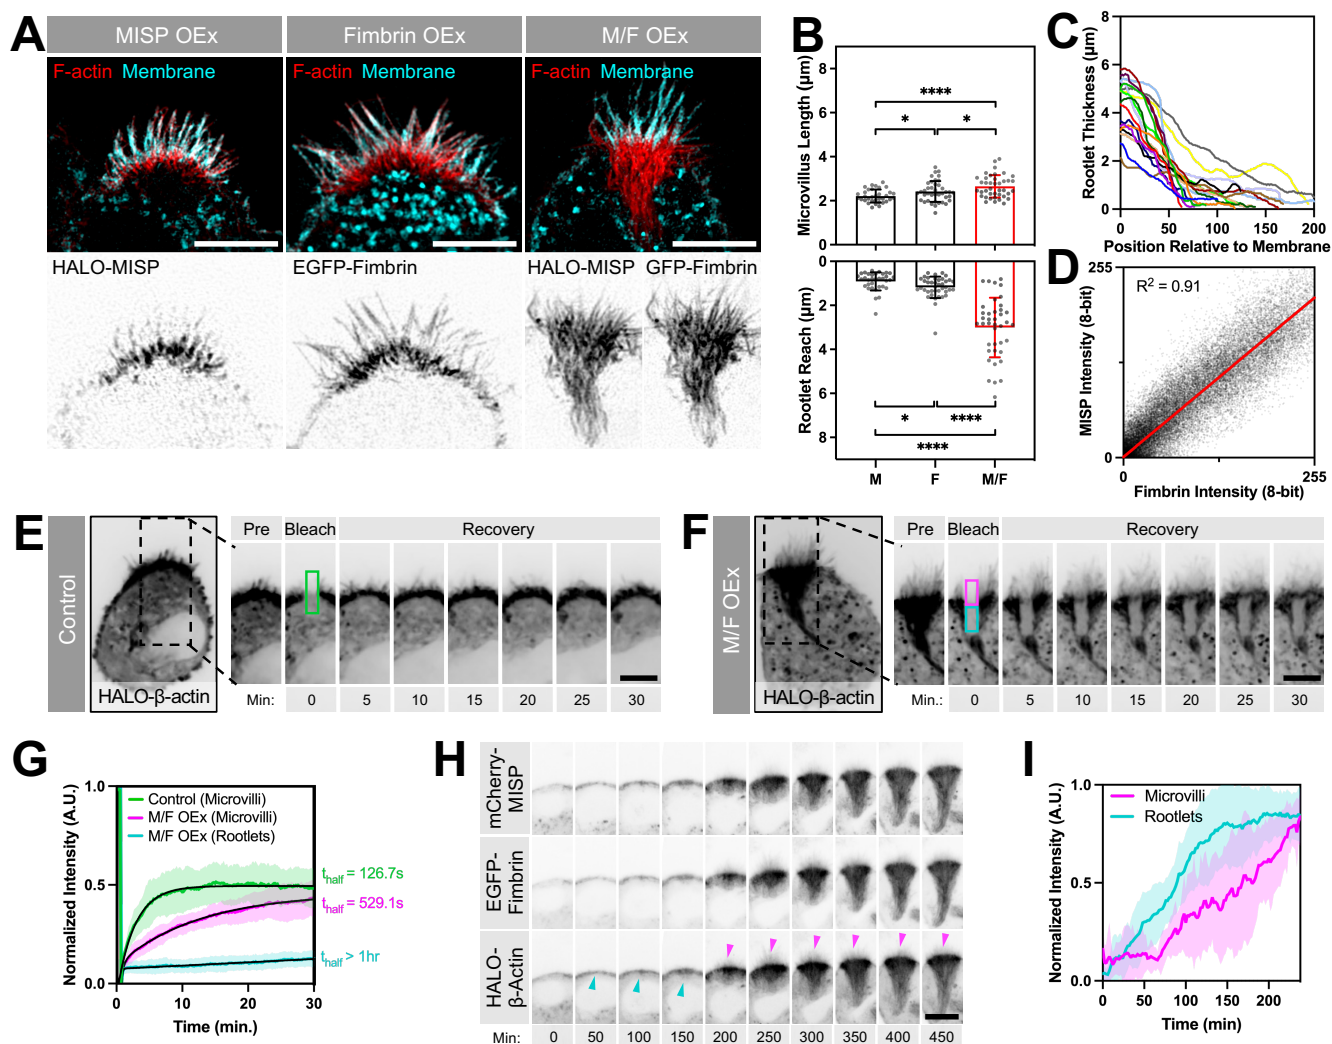 A
MISP OEx
Fimbrin OEx
M/F OEx
F-actin Membrane
F-actin Membrane
F-actin Membrane
HALO-MISP
EGFP-Fimbrin
HALO-MISP
GFP-Fimbrin
B
Microvillus Length (μm)
8
6
4
2
0
****
*
*
Rootlet Reach (μm)
0
2
4
6
8
*
****
****
M
F
M/F
C
Rootlet Thickness (μm)
8
6
4
2
0
0
50
100
150
200
Position Relative to Membrane
D
MISP Intensity (8-bit)
255
0
R² = 0.91
0
255
Fimbrin Intensity (8-bit)
E
Control
HALO-β-actin
Pre
Bleach
Recovery
Min:
0
5
10
15
20
25
30
F
M/F OEx
HALO-β-actin
Pre
Bleach
Recovery
Min.:
0
5
10
15
20
25
30
G
Normalized Intensity (A.U.)
1.0
0.5
0.0
Control (Microvilli)
M/F OEx (Microvilli)
M/F OEx (Rootlets)
thalf = 126.7s
thalf = 529.1s
thalf > 1hr
0
10
20
30
Time (min.)
H
mCherry-
MISP
EGFP-
Fimbrin
HALO-
β-Actin
Min:
0
50
100
150
200
250
300
350
400
450
I
Normalized Intensity (A.U.)
1.0
0.5
0.0
Microvilli
Rootlets
0
50
100
150
200
Time (min)